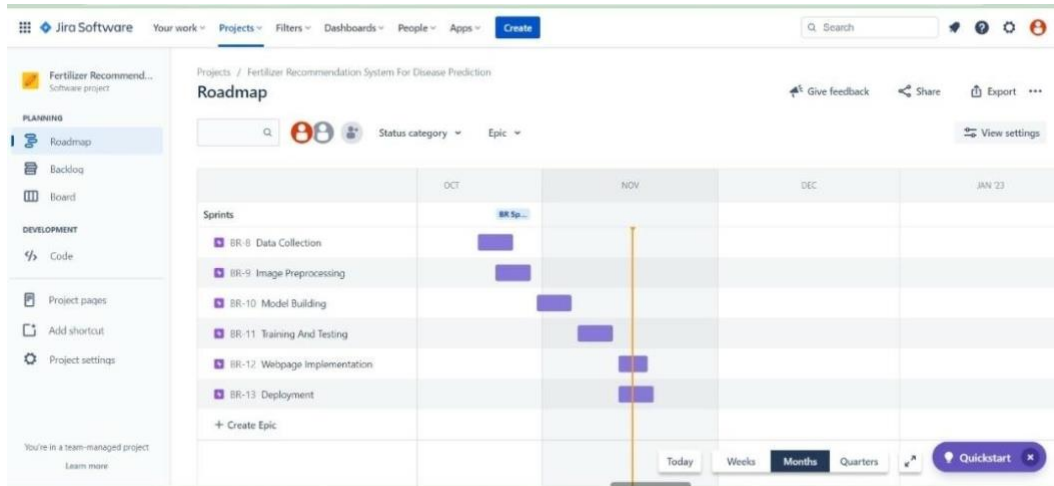 Jira Software Your work Projects Filters Dashboards People Apps Create Search
Fertilizer Recommend...
Software project
PLANNING
Roadmap
Backlog
Board
DEVELOPMENT
Code
Project pages
Add shortcut
Project settings
You're in a team-managed project
Learn more
Projects / Fertilizer Recommendation System For Disease Prediction
Roadmap
Give feedback Share Export
Status category Epic View settings
OCT NOV DEC JAN '23
Sprints BR Sp...
BR-8 Data Collection
BR-9 Image Preprocessing
BR-10 Model Building
BR-11 Training And Testing
BR-12 Webpage Implementation
BR-13 Deployment
+ Create Epic
Today Weeks Months Quarters Quickstart